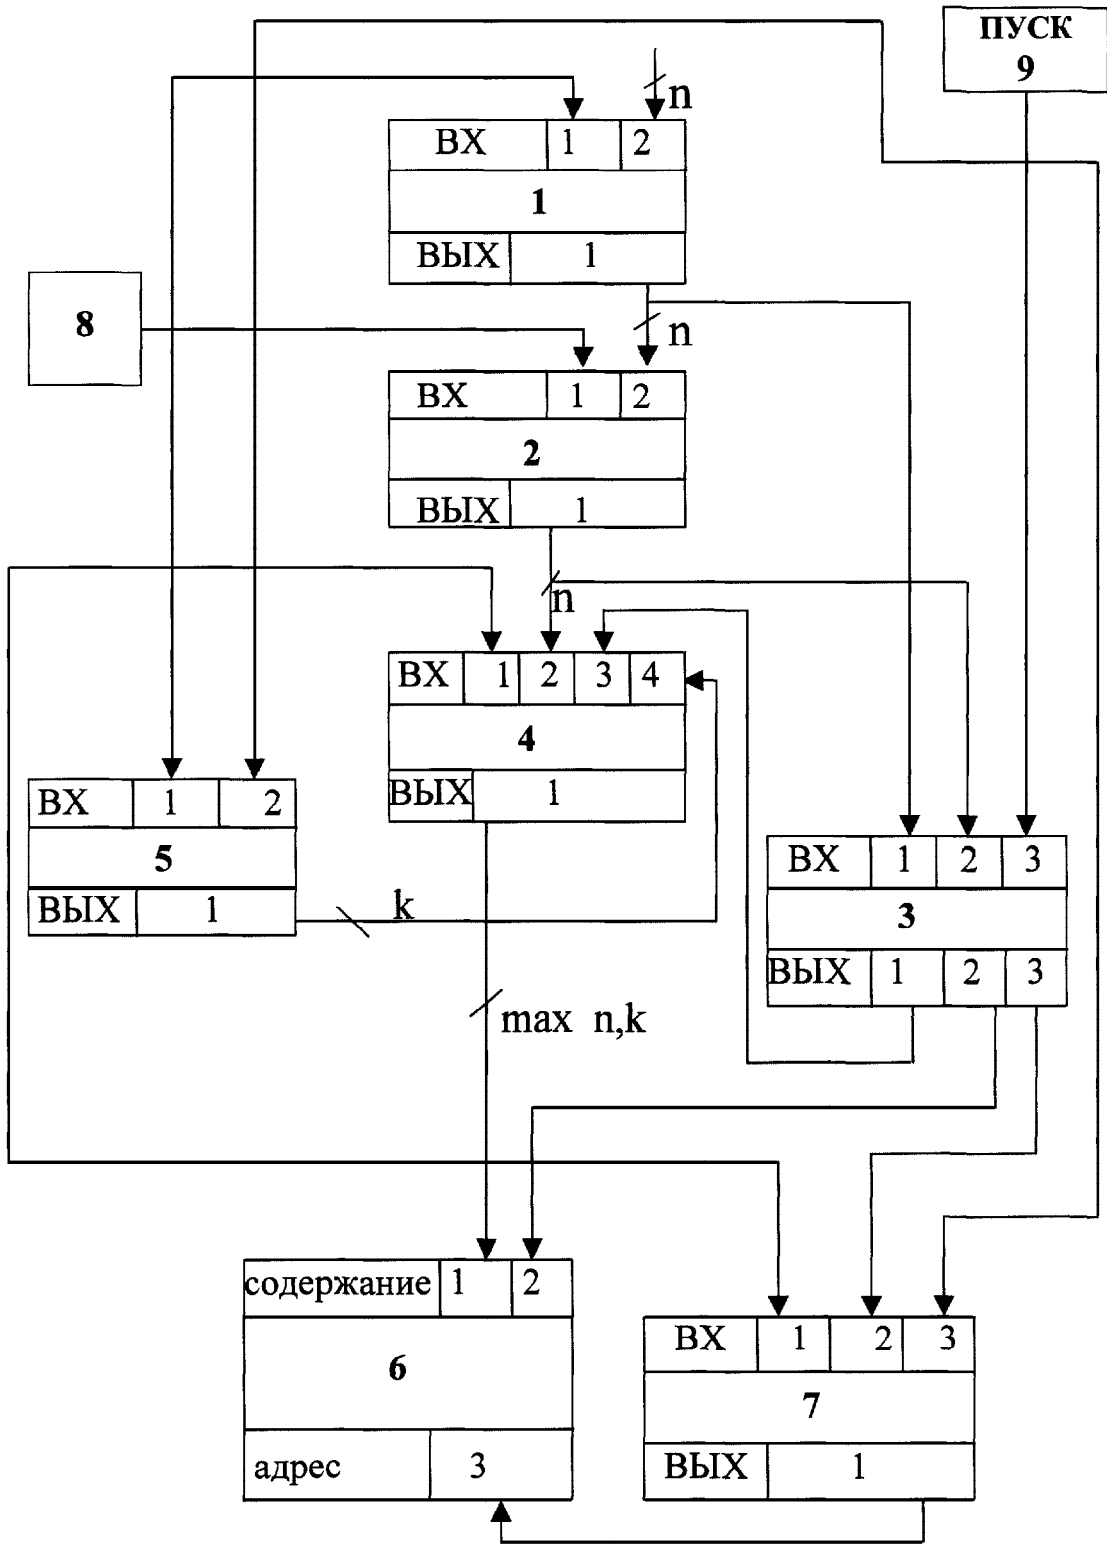 ПУСК
9
n
ВХ 1 2
1
ВЫХ 1
8
n
ВХ 1 2
2
ВЫХ 1
n
ВХ 1 2 3 4
4
ВЫХ 1
ВХ 1 2
5
ВЫХ 1
k
ВХ 1 2 3
3
ВЫХ 1 2 3
max n,k
содержание 1 2
6
адрес 3
ВХ 1 2 3
7
ВЫХ 1